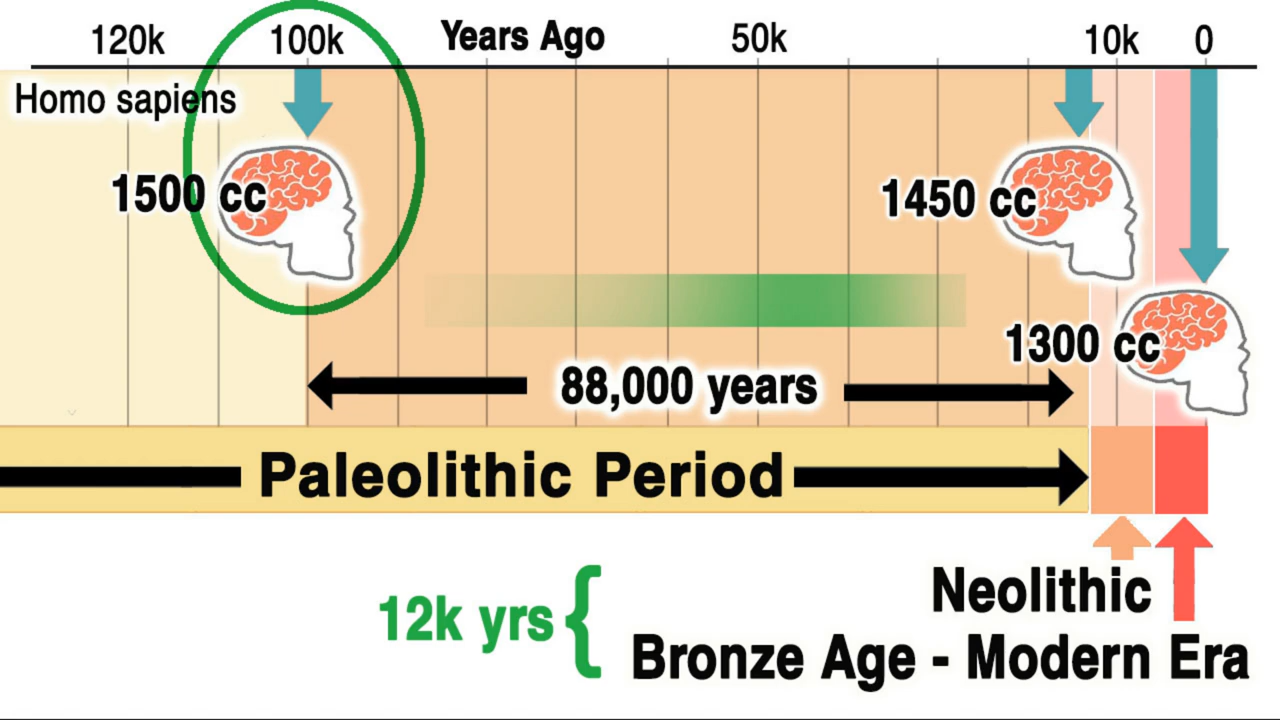 120k 100k Years Ago 50k 10k 0
Homo sapiens
1500 cc
1450 cc
1300 cc
88,000 years
Paleolithic Period
12k yrs {
Neolithic
Bronze Age - Modern Era